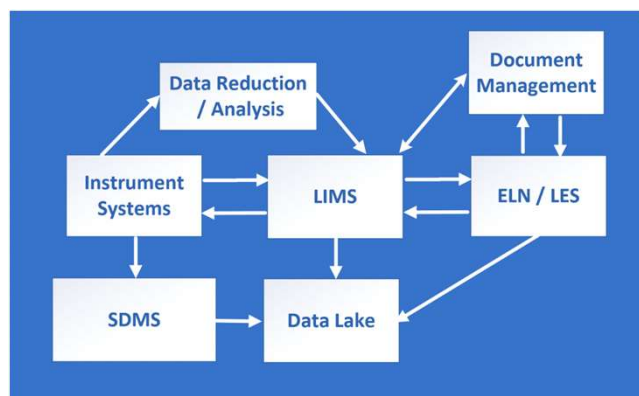 Document
Management
Data Reduction
/ Analysis
Instrument
Systems
LIMS
ELN / LES
SDMS
Data Lake